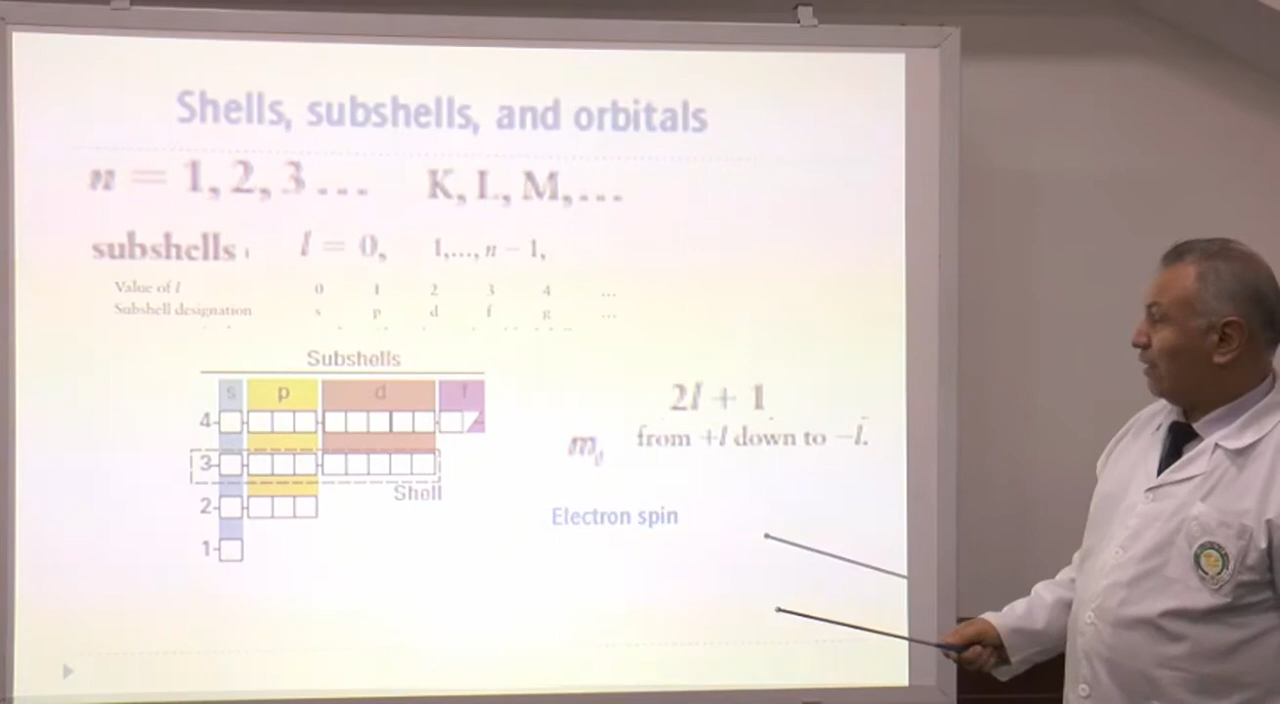 Shells, subshells, and orbitals
n = 1, 2, 3 ... K, L, M, ...
subshells l = 0, 1,..., n − 1,
Value of l 0 1 2 3 4 ...
Subshell designation s p d f g ...
Subshells
s p d f
4
3
Shell
2
1
2l + 1
mₗ from +l down to −l.
Electron spin